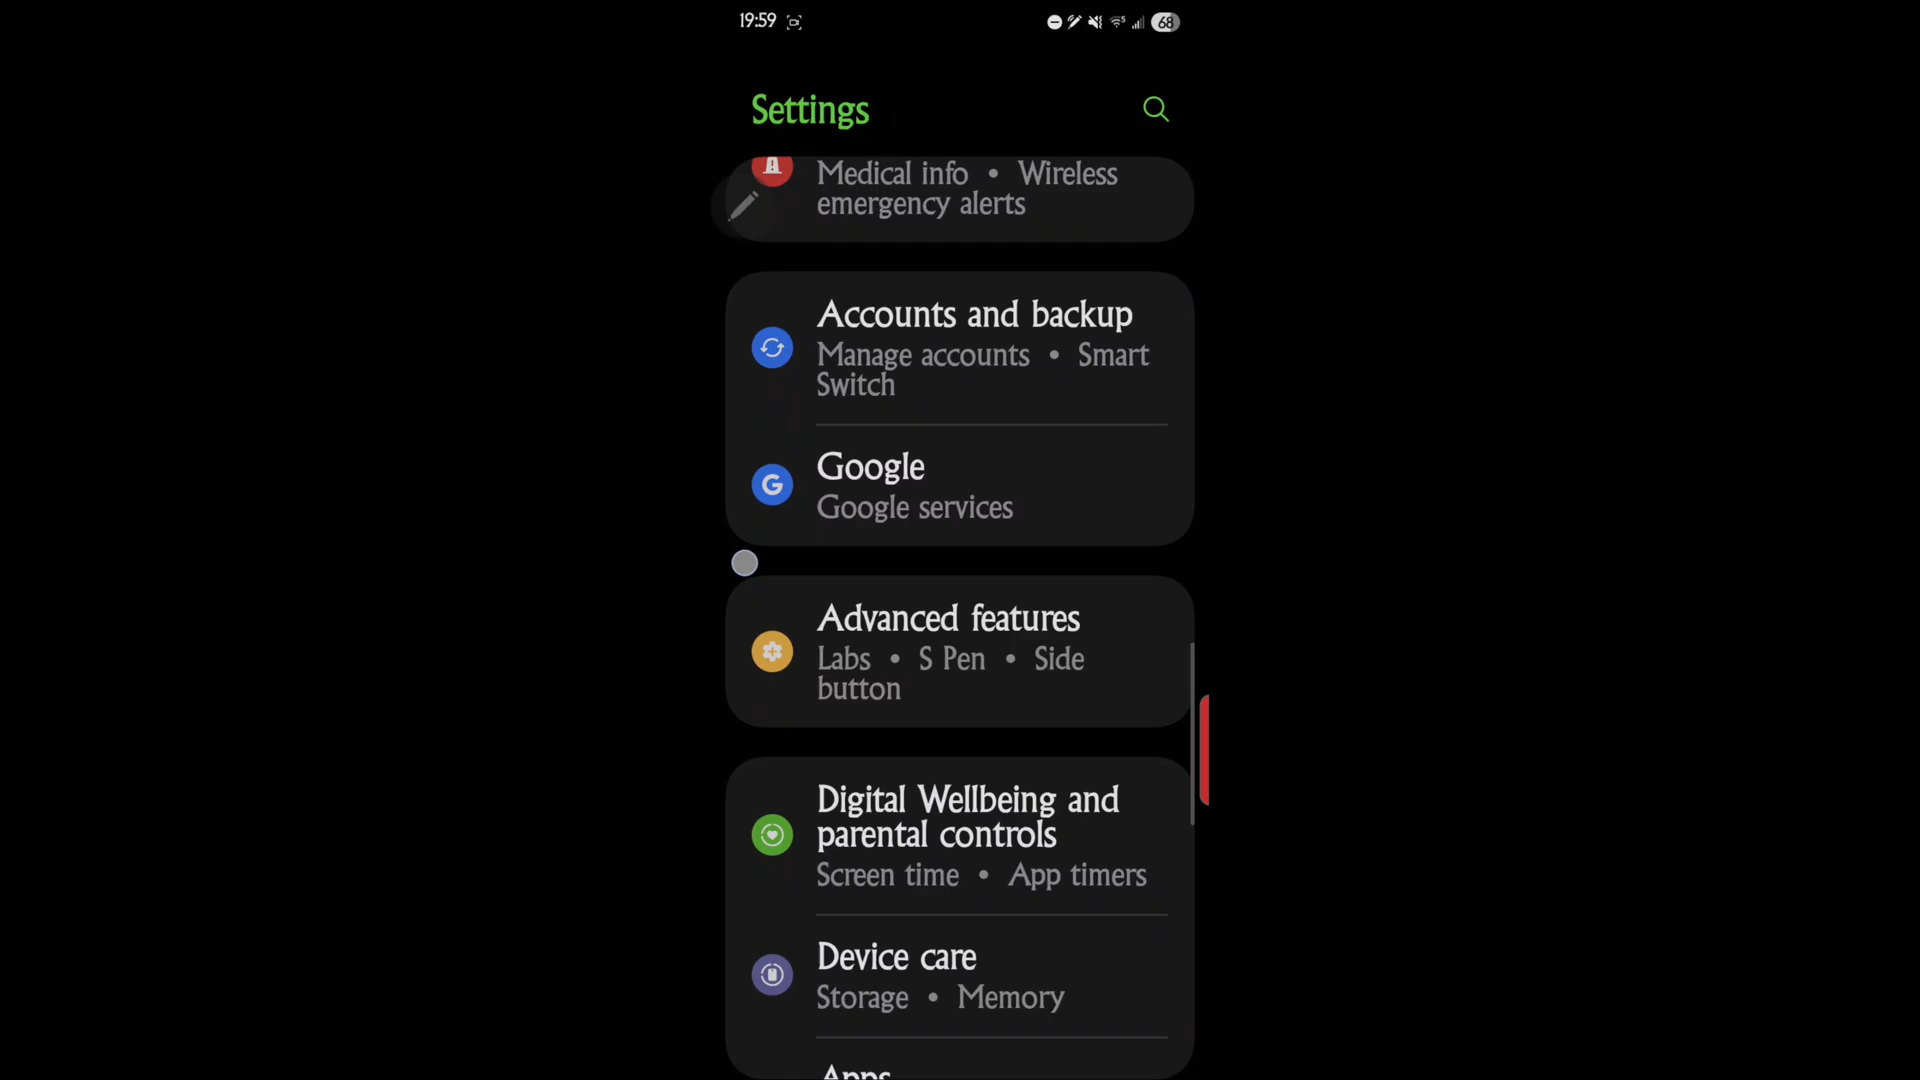 19:59 68
Settings
Medical info • Wireless
emergency alerts
Accounts and backup
Manage accounts • Smart
Switch
Google
Google services
Advanced features
Labs • S Pen • Side
button
Digital Wellbeing and
parental controls
Screen time • App timers
Device care
Storage • Memory
Apps